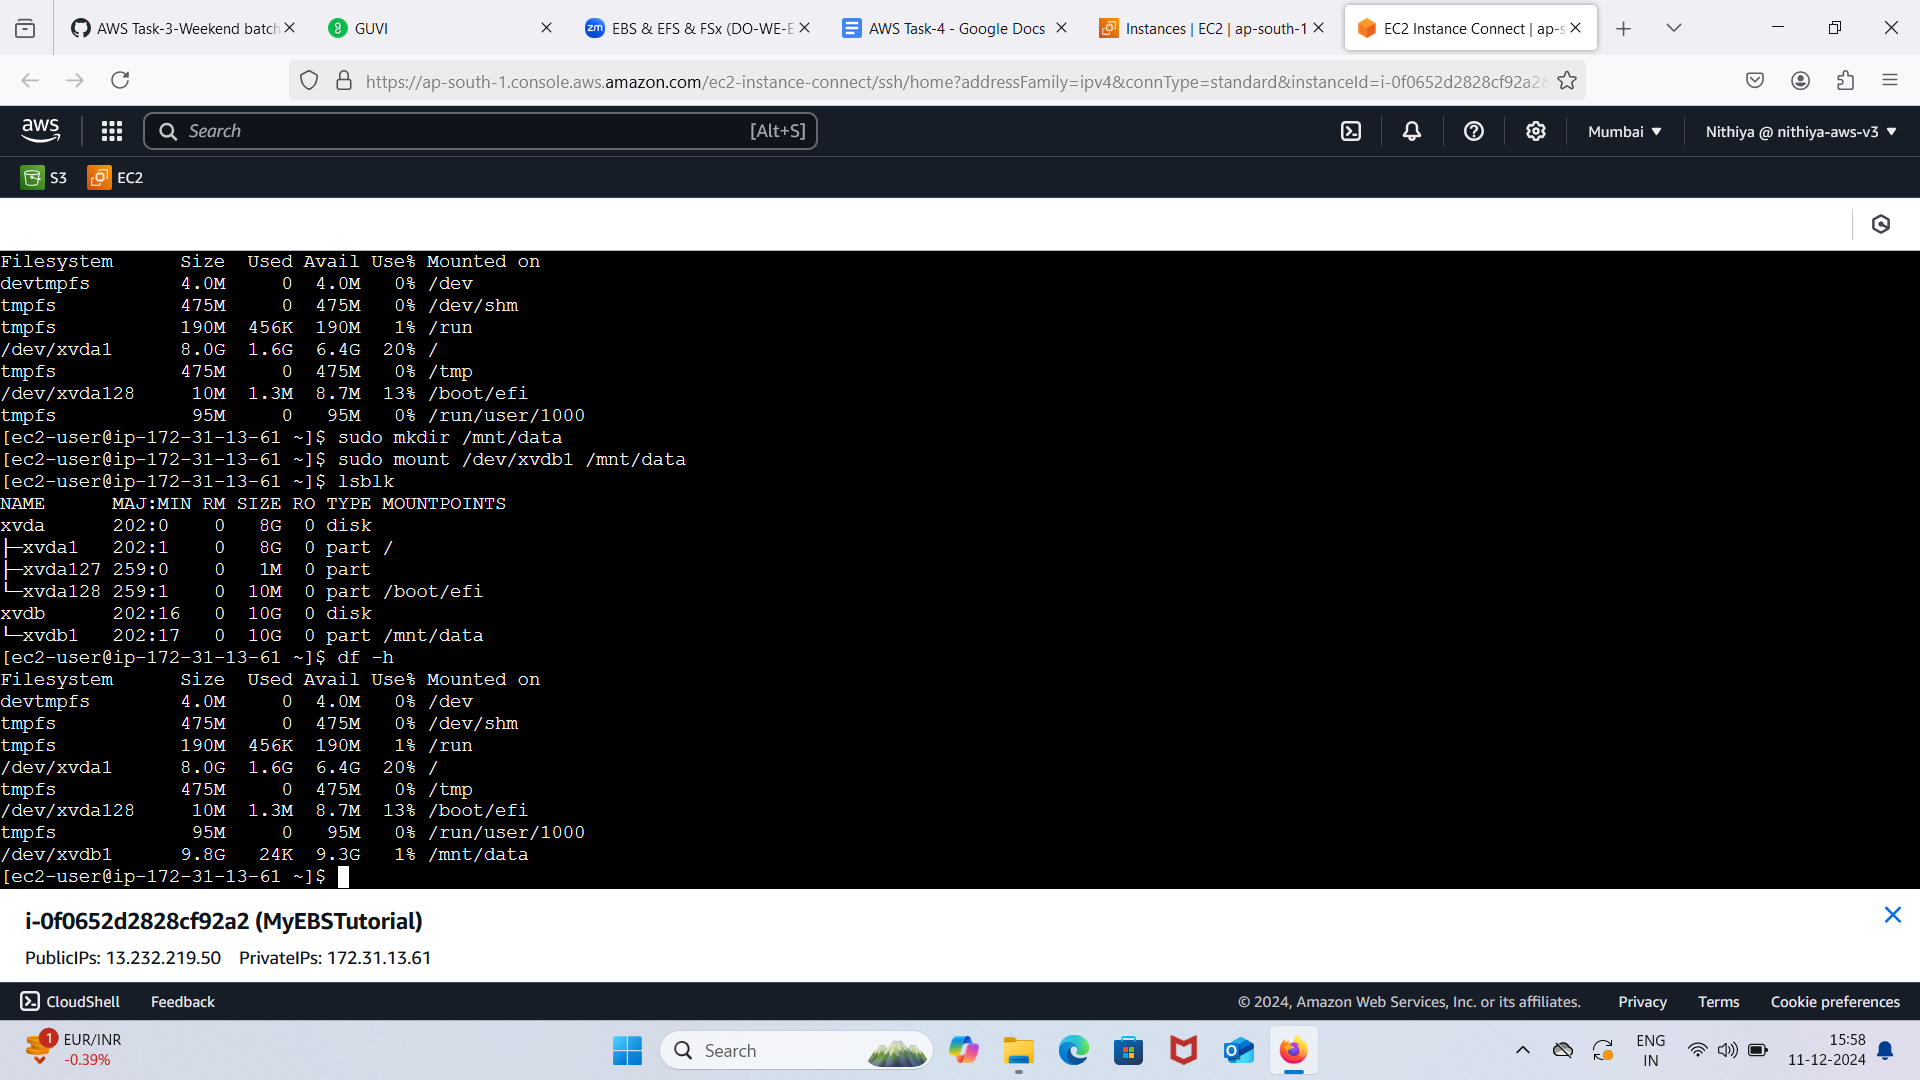 AWS Task-3-Weekend batch
GUVI
EBS & EFS & FSx (DO-WE-E
AWS Task-4 - Google Docs
Instances | EC2 | ap-south-1
EC2 Instance Connect | ap-s
https://ap-south-1.console.aws.amazon.com/ec2-instance-connect/ssh/home?addressFamily=ipv4&connType=standard&instanceId=i-0f0652d2828cf92a28
aws
Search [Alt+S]
Mumbai
Nithiya @ nithiya-aws-v3
S3
EC2
Filesystem      Size  Used Avail Use% Mounted on
devtmpfs        4.0M     0  4.0M   0% /dev
tmpfs           475M     0  475M   0% /dev/shm
tmpfs           190M  456K  190M   1% /run
/dev/xvda1      8.0G  1.6G  6.4G  20% /
tmpfs           475M     0  475M   0% /tmp
/dev/xvda128     10M  1.3M  8.7M  13% /boot/efi
tmpfs            95M     0   95M   0% /run/user/1000
[ec2-user@ip-172-31-13-61 ~]$ sudo mkdir /mnt/data
[ec2-user@ip-172-31-13-61 ~]$ sudo mount /dev/xvdb1 /mnt/data
[ec2-user@ip-172-31-13-61 ~]$ lsblk
NAME      MAJ:MIN RM SIZE RO TYPE MOUNTPOINTS
xvda      202:0    0   8G  0 disk
├─xvda1   202:1    0   8G  0 part /
├─xvda127 259:0    0   1M  0 part
└─xvda128 259:1    0  10M  0 part /boot/efi
xvdb      202:16   0  10G  0 disk
└─xvdb1   202:17   0  10G  0 part /mnt/data
[ec2-user@ip-172-31-13-61 ~]$ df -h
Filesystem      Size  Used Avail Use% Mounted on
devtmpfs        4.0M     0  4.0M   0% /dev
tmpfs           475M     0  475M   0% /dev/shm
tmpfs           190M  456K  190M   1% /run
/dev/xvda1      8.0G  1.6G  6.4G  20% /
tmpfs           475M     0  475M   0% /tmp
/dev/xvda128     10M  1.3M  8.7M  13% /boot/efi
tmpfs            95M     0   95M   0% /run/user/1000
/dev/xvdb1      9.8G   24K  9.3G   1% /mnt/data
[ec2-user@ip-172-31-13-61 ~]$
i-0f0652d2828cf92a2 (MyEBSTutorial)
PublicIPs: 13.232.219.50 PrivateIPs: 172.31.13.61
CloudShell Feedback
© 2024, Amazon Web Services, Inc. or its affiliates. Privacy Terms Cookie preferences
1
EUR/INR
-0.39%
Search
ENG
IN
15:58
11-12-2024